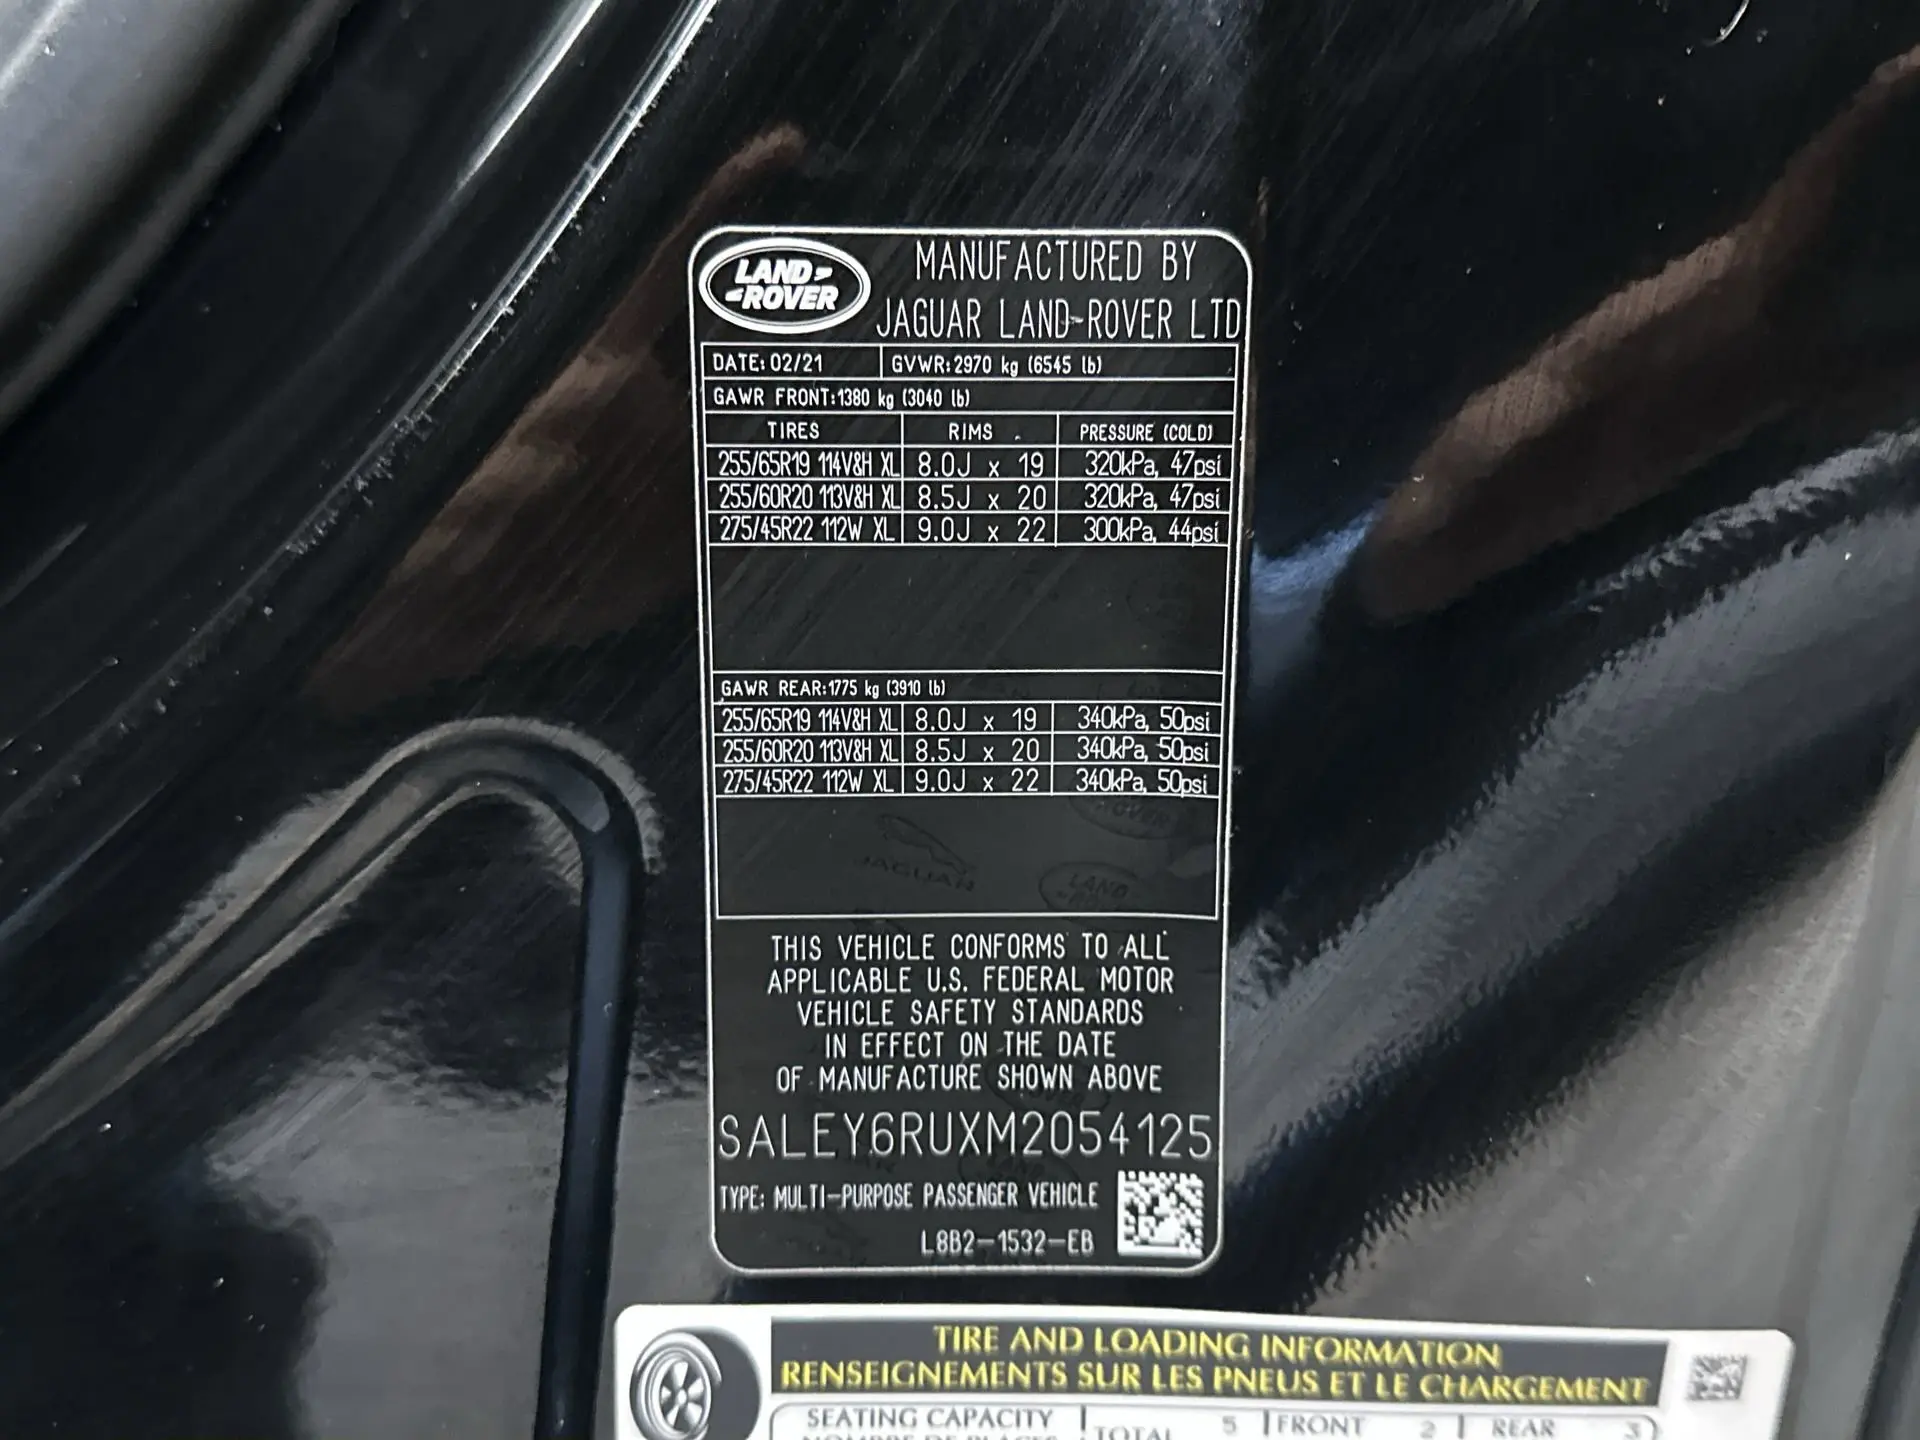 LAND-
-ROVER
MANUFACTURED BY
JAGUAR LAND-ROVER LTD
DATE: 02/21 GVWR: 2970 kg (6545 lb)
GAWR FRONT: 1380 kg (3040 lb)
TIRES RIMS PRESSURE (COLD)
255/65R19 114V&H XL 8.0J x 19 320kPa, 47psi
255/60R20 113V&H XL 8.5J x 20 320kPa, 47psi
275/45R22 112W XL 9.0J x 22 300kPa, 44psi
GAWR REAR: 1775 kg (3910 lb)
255/65R19 114V&H XL 8.0J x 19 340kPa, 50psi
255/60R20 113V&H XL 8.5J x 20 340kPa, 50psi
275/45R22 112W XL 9.0J x 22 340kPa, 50psi
JAGUAR
LAND
ROVER
THIS VEHICLE CONFORMS TO ALL
APPLICABLE U.S. FEDERAL MOTOR
VEHICLE SAFETY STANDARDS
IN EFFECT ON THE DATE
OF MANUFACTURE SHOWN ABOVE
SALEY6RUXM2054125
TYPE: MULTI-PURPOSE PASSENGER VEHICLE
L8B2-1532-EB
TIRE AND LOADING INFORMATION
RENSEIGNEMENTS SUR LES PNEUS ET LE CHARGEMENT
SEATING CAPACITY TOTAL 5 FRONT 2 REAR 3
NOMBRE DE PLACES